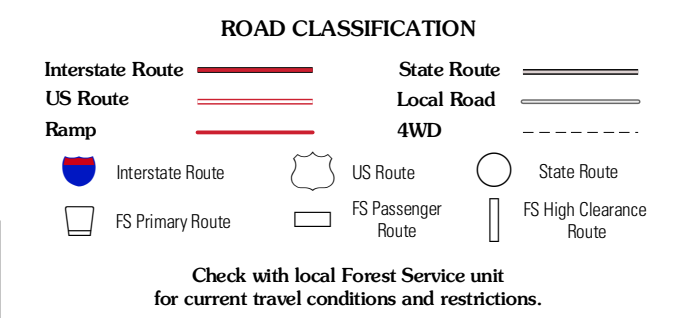 ROAD CLASSIFICATION
Interstate Route
State Route
US Route
Local Road
Ramp
4WD
Interstate Route
US Route
State Route
FS Primary Route
FS Passenger
Route
FS High Clearance
Route
Check with local Forest Service unit
for current travel conditions and restrictions.